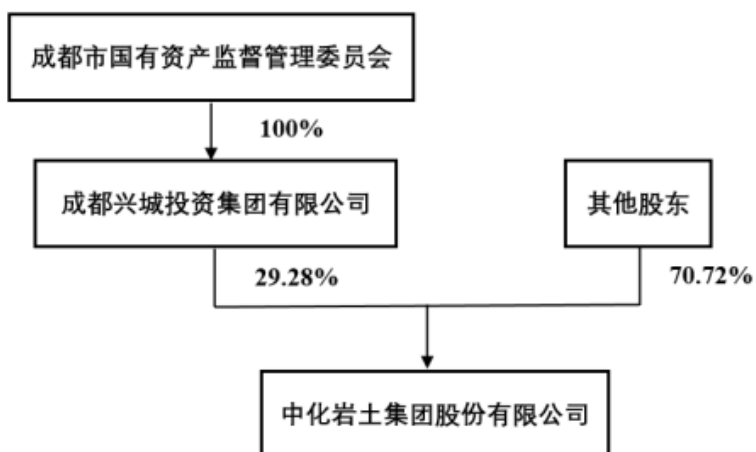 成都市国有资产监督管理委员会
100%
成都兴城投资集团有限公司
其他股东
29.28%
70.72%
中化岩土集团股份有限公司